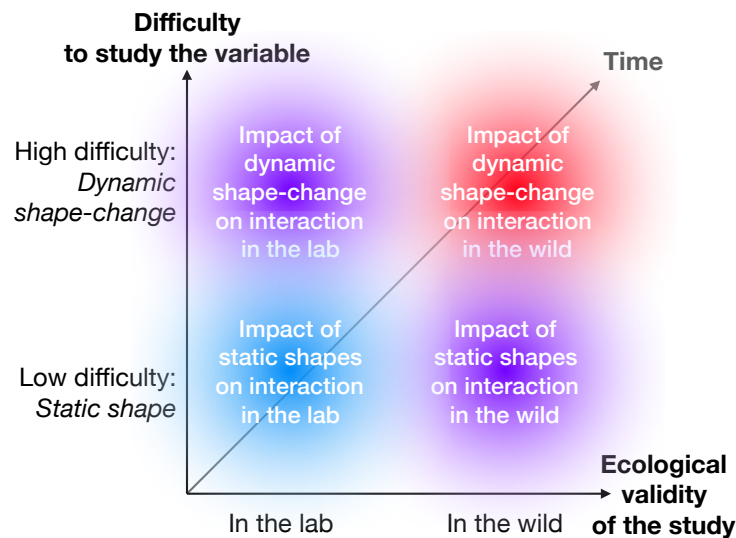 Difficulty
to study the variable
Time
High difficulty:
Dynamic
shape-change
Impact of
dynamic
shape-change
on interaction
in the lab
Impact of
dynamic
shape-change
on interaction
in the wild
Low difficulty:
Static shape
Impact of
static shapes
on interaction
in the lab
Impact of
static shapes
on interaction
in the wild
Ecological
validity
of the study
In the lab
In the wild